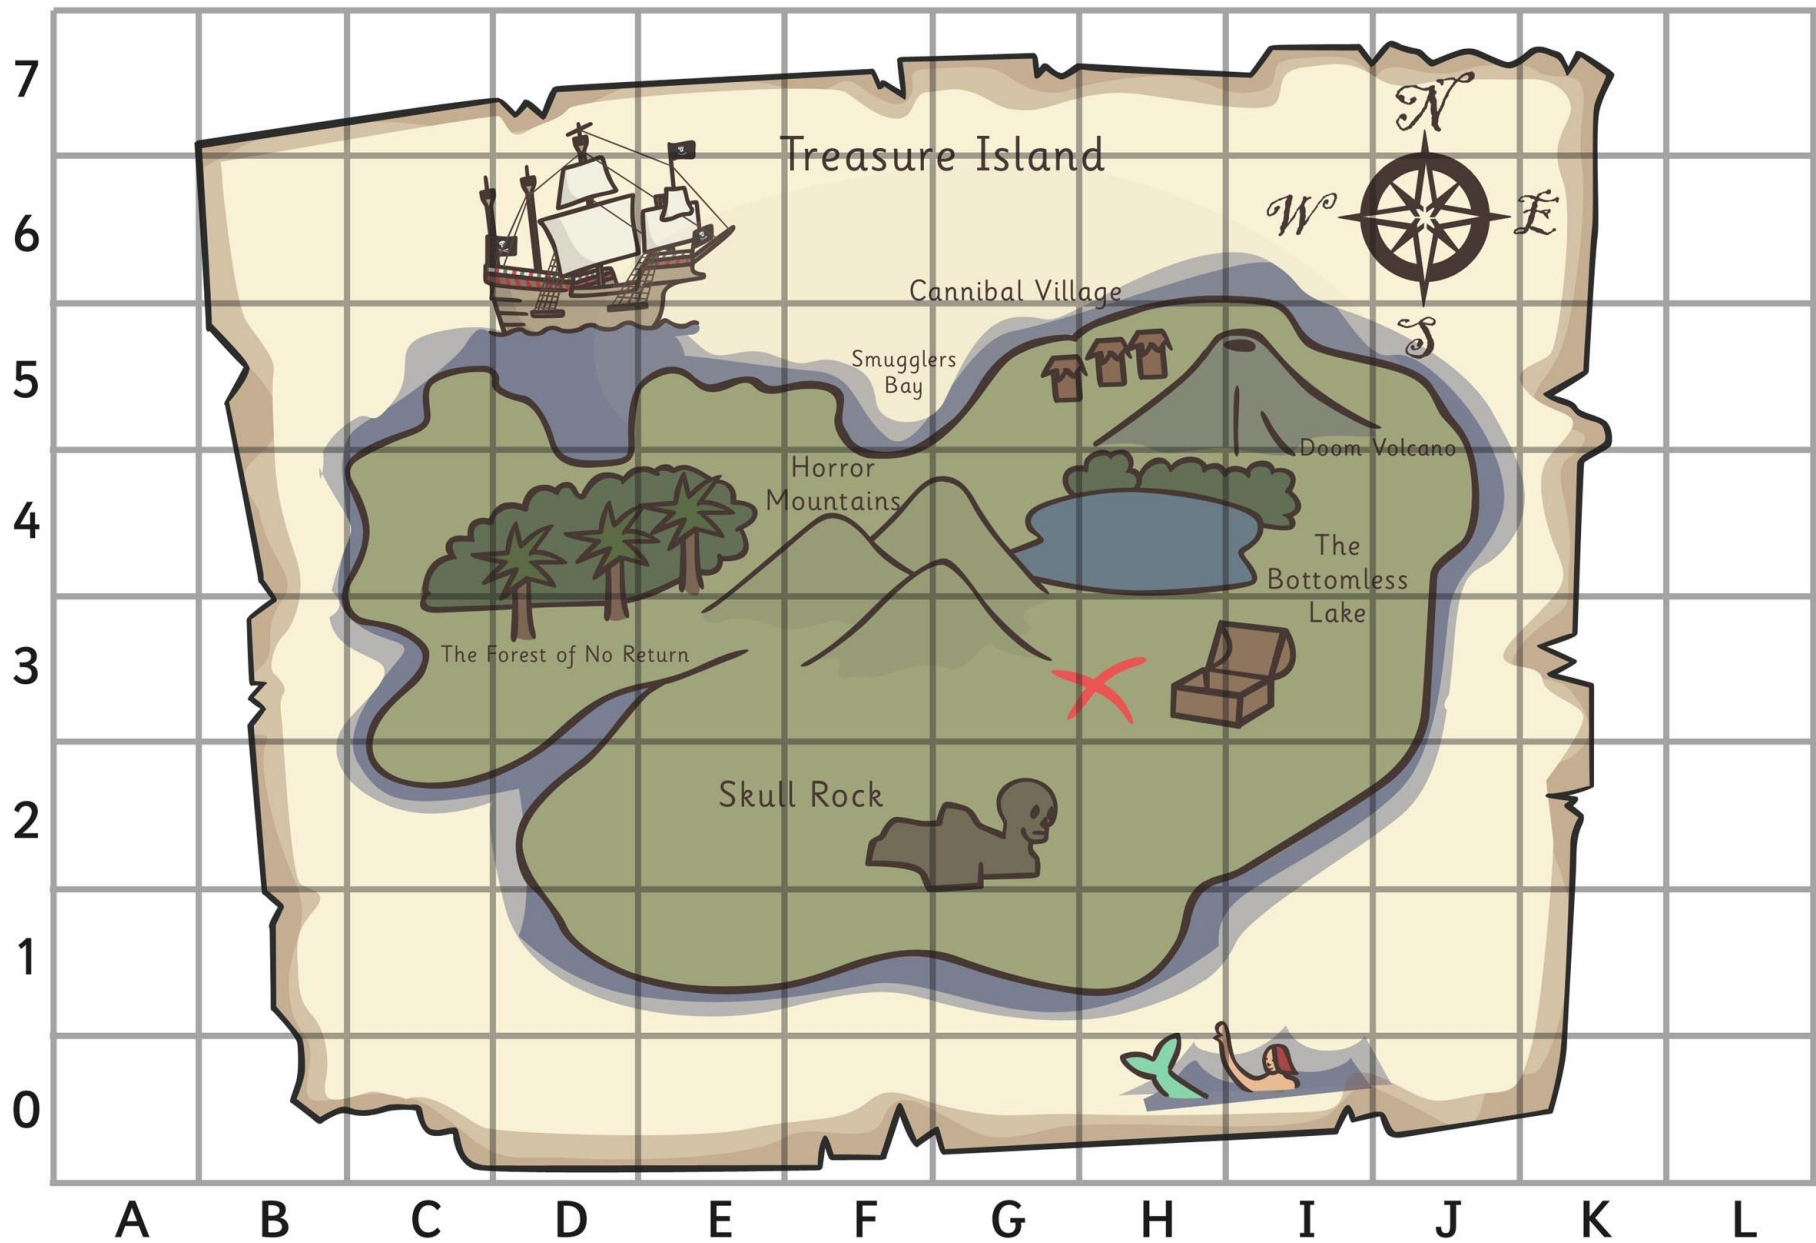 7
N
Treasure Island
6
W
E
Cannibal Village
S
5
Smugglers
Bay
Doom Volcano
4
Horror
Mountains
The
Bottomless
Lake
3
The Forest of No Return
Skull Rock
2
1
0
A B C D E F G H I J K L